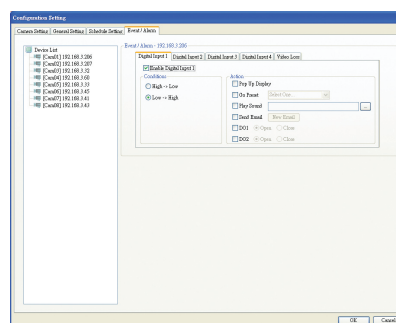 Configuration Setting
Camera Setting General Setting Schedule Setting Event / Alarm
Device List
[Cam01] 192.168.3.206
[Cam02] 192.168.3.207
[Cam03] 192.168.3.32
[Cam04] 192.168.3.60
[Cam05] 192.168.3.33
[Cam06] 192.168.3.45
[Cam07] 192.168.3.41
[Cam08] 192.168.3.43
Event / Alarm : 192.168.3.206
Digital Input 1 Digital Input 2 Digital Input 3 Digital Input 4 Video Loss
Enable Digital Input 1
Conditions
High -> Low
Low -> High
Action
Pop Up Display
Go Preset Select One...
Play Sound ...
Send Email New Email
DO1 Open Close
DO2 Open Close
OK Cancel